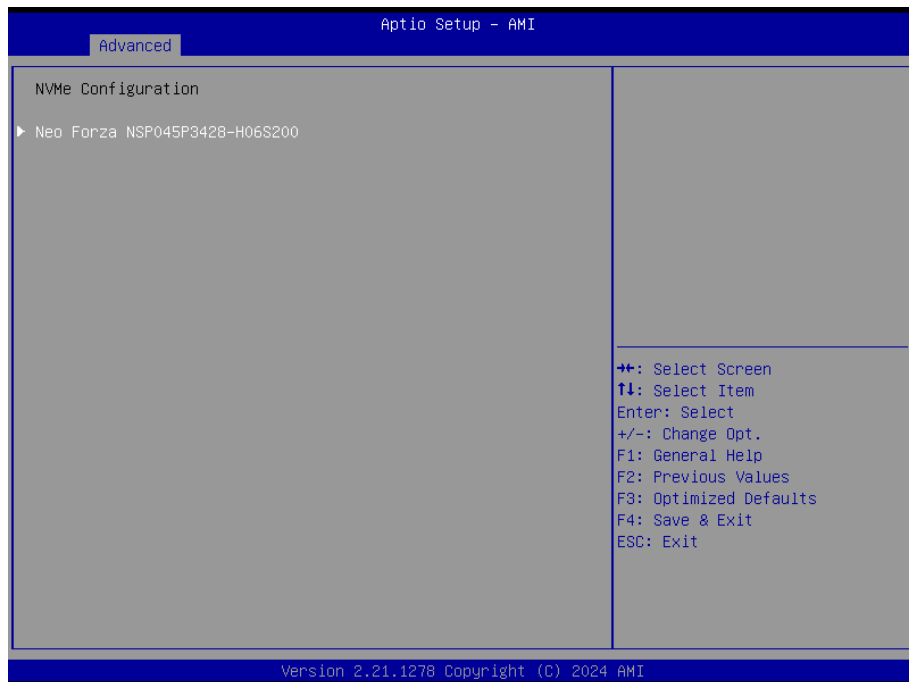 Aptio Setup - AMI
Advanced
NVMe Configuration
▶ Neo Forza NSP045P3428-H06S200
→←: Select Screen
↑↓: Select Item
Enter: Select
+/-: Change Opt.
F1: General Help
F2: Previous Values
F3: Optimized Defaults
F4: Save & Exit
ESC: Exit
Version 2.21.1278 Copyright (C) 2024 AMI